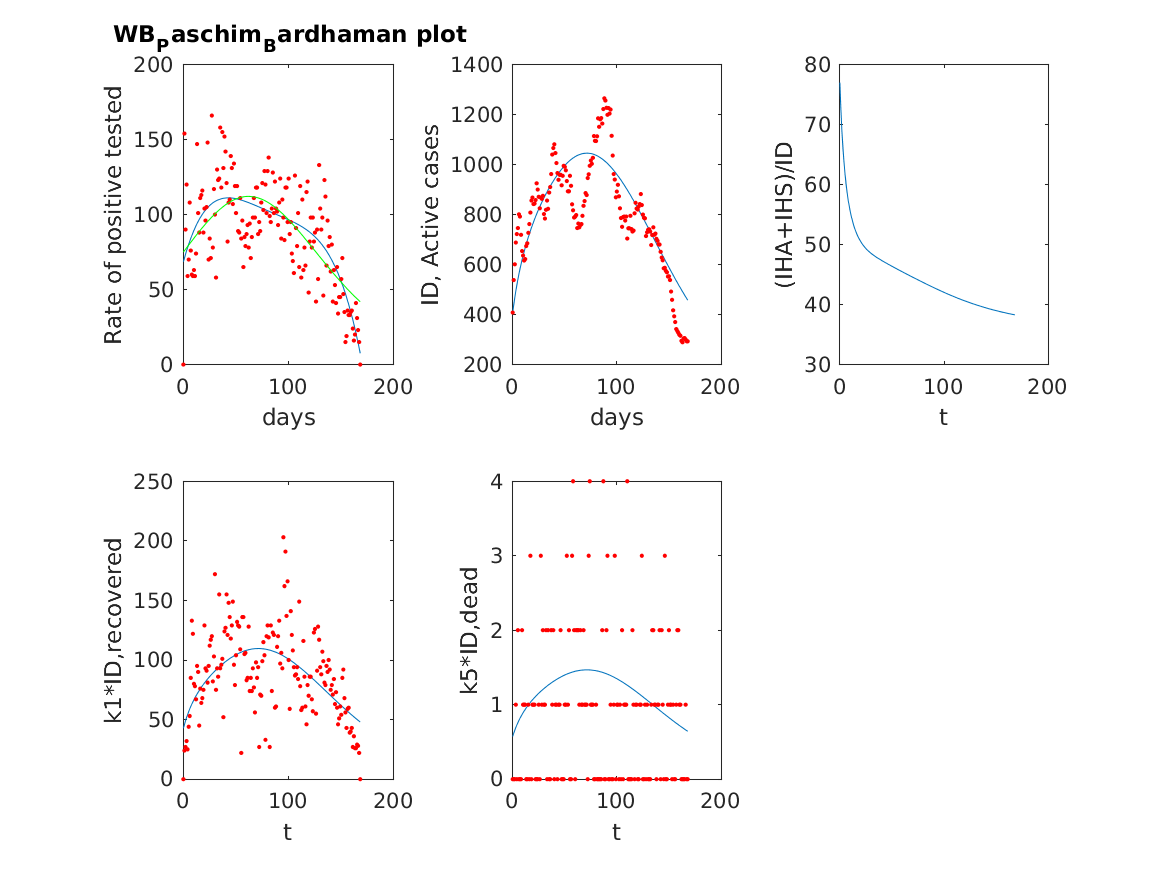 WB_Paschim_Bardhaman plot
Rate of positive tested
200
150
100
50
0
0 100 200
days
ID, Active cases
1400
1200
1000
800
600
400
200
0 100 200
days
(IHA+IHS)/ID
80
70
60
50
40
30
0 100 200
t
k1*ID,recovered
250
200
150
100
50
0
0 100 200
t
k5*ID,dead
4
3
2
1
0
0 100 200
t